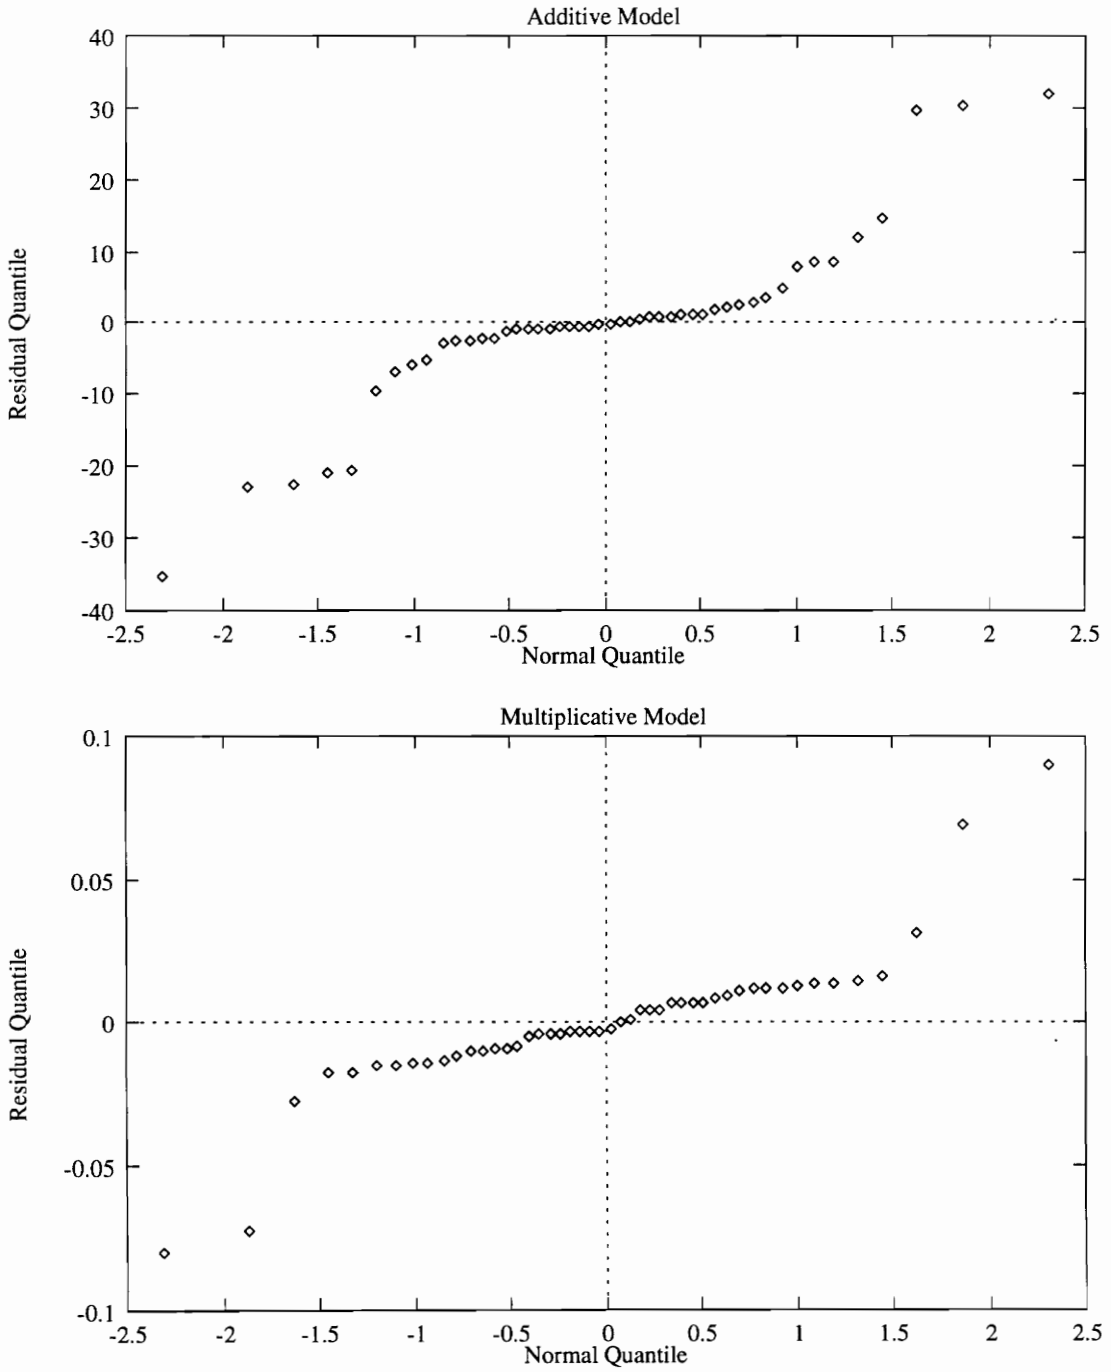 Additive Model
40
30
20
10
0
-10
-20
-30
-40
Residual Quantile
-2.5 -2 -1.5 -1 -0.5 0 0.5 1 1.5 2 2.5
Normal Quantile
Multiplicative Model
0.1
0.05
0
-0.05
-0.1
Residual Quantile
-2.5 -2 -1.5 -1 -0.5 0 0.5 1 1.5 2 2.5
Normal Quantile